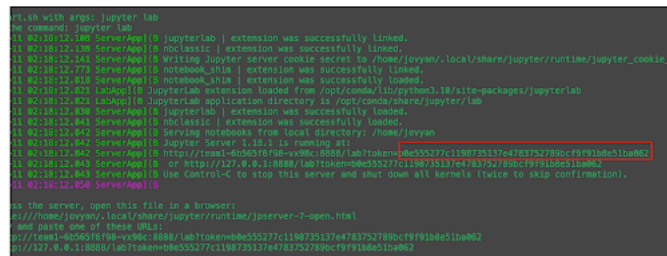 rt.sh with args: jupyter lab
the command: jupyter lab
11 02:18:12.108 ServerApp](B jupyterlab | extension was successfully linked.
11 02:18:12.138 ServerApp](B nbclassic | extension was successfully linked.
11 02:18:12.141 ServerApp](B Writing Jupyter server cookie secret to /home/jovyan/.local/share/jupyter/runtime/jupyter_cookie_
11 02:18:12.773 ServerApp](B notebook_shim | extension was successfully linked.
11 02:18:12.818 ServerApp](B notebook_shim | extension was successfully loaded.
11 02:18:12.821 LabApp](B JupyterLab extension loaded from /opt/conda/lib/python3.10/site-packages/jupyterlab
11 02:18:12.821 LabApp](B JupyterLab application directory is /opt/conda/share/jupyter/lab
11 02:18:12.830 ServerApp](B jupyterlab | extension was successfully loaded.
11 02:18:12.841 ServerApp](B nbclassic | extension was successfully loaded.
11 02:18:12.842 ServerApp](B Serving notebooks from local directory: /home/jovyan
11 02:18:12.842 ServerApp](B Jupyter Server 1.18.1 is running at:
11 02:18:12.842 ServerApp](B http://team1-6b565f6f98-vx98c:8888/lab?token=b0e555277c1198735137e4783752789bcf9f91b8e51ba062
11 02:18:12.843 ServerApp](B or http://127.0.0.1:8888/lab?token=b0e555277c1198735137e4783752789bcf9f91b8e51ba062
11 02:18:12.843 ServerApp](B Use Control-C to stop this server and shut down all kernels (twice to skip confirmation).
11 02:18:12.850 ServerApp](B
ess the server, open this file in a browser:
le:///home/jovyan/.local/share/jupyter/runtime/jpserver-7-open.html
and paste one of these URLs:
tp://team1-6b565f6f98-vx98c:8888/lab?token=b0e555277c1198735137e4783752789bcf9f91b8e51ba062
tp://127.0.0.1:8888/lab?token=b0e555277c1198735137e4783752789bcf9f91b8e51ba062